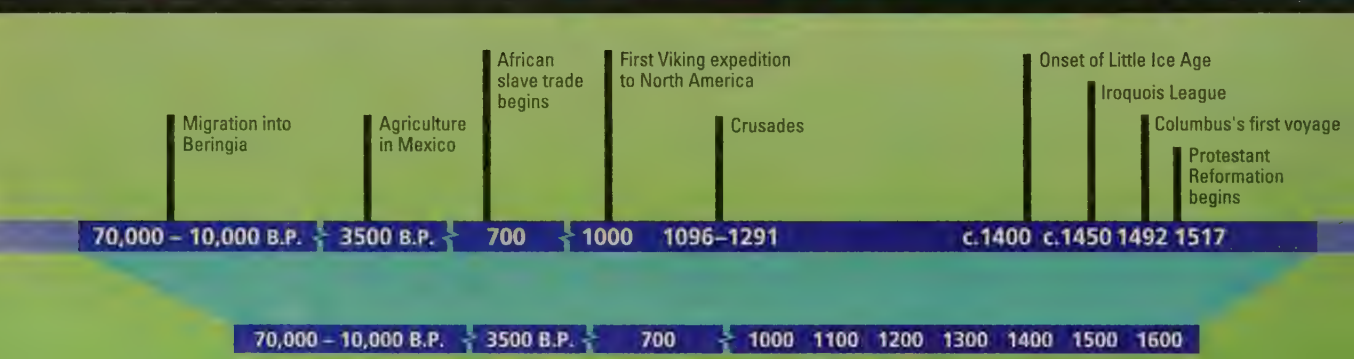 African
slave trade
begins
First Viking expedition
to North America
Onset of Little Ice Age
Iroquois League
Migration into
Beringia
Agriculture
in Mexico
Crusades
Columbus's first voyage
Protestant
Reformation
begins
70,000 – 10,000 B.P. 3500 B.P. 700 1000 1096–1291 c.1400 c.1450 1492 1517
70,000 – 10,000 B.P. 3500 B.P. 700 1000 1100 1200 1300 1400 1500 1600